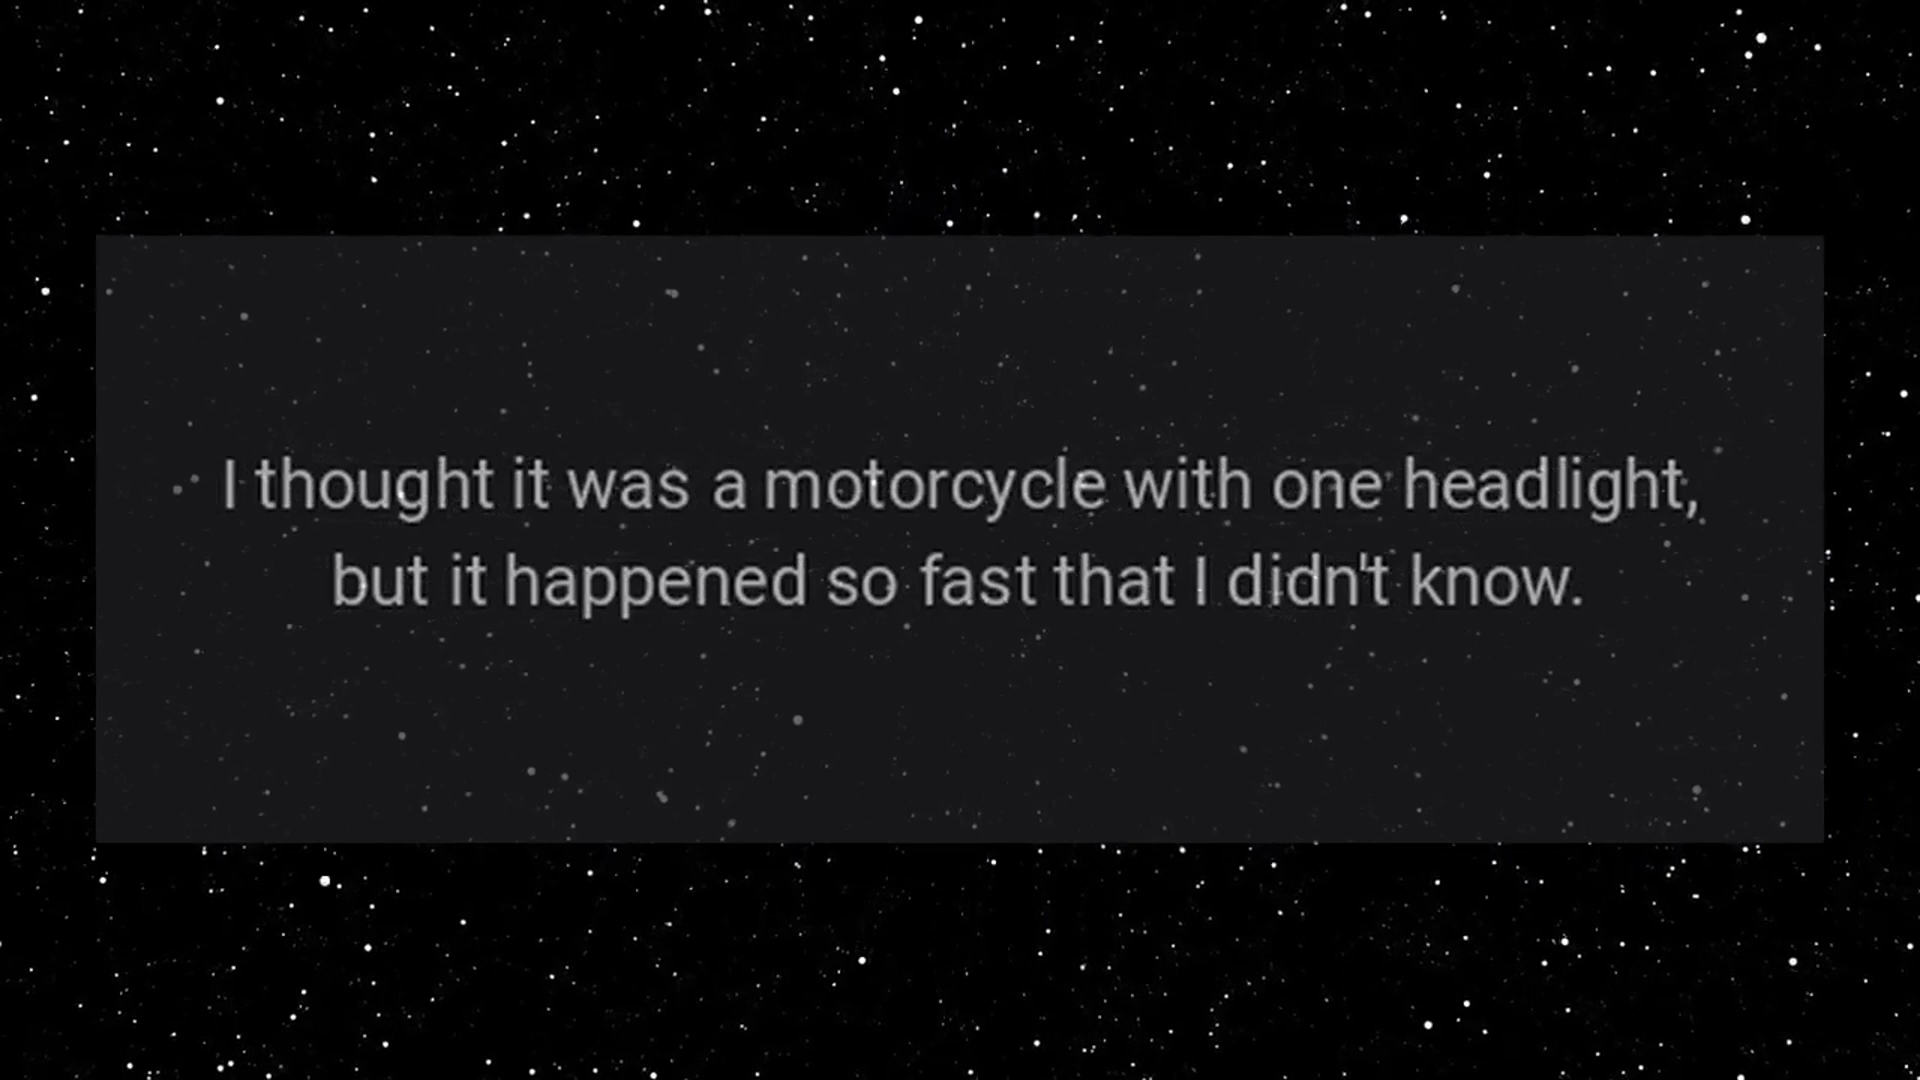 I thought it was a motorcycle with one headlight,
but it happened so fast that I didn't know.